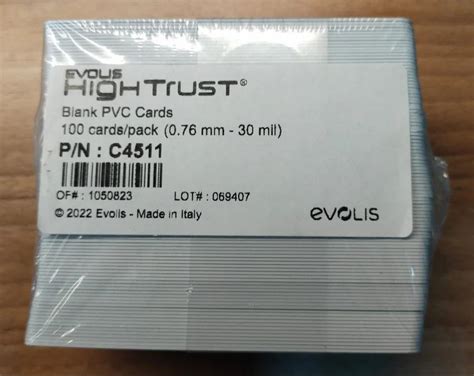 EVOLIS
HIGHTRUST®
Blank PVC Cards
100 cards/pack (0.76 mm - 30 mil)
P/N : C4511
OF# : 1050823
LOT# : 069407
© 2022 Evolis - Made in Italy
evolis